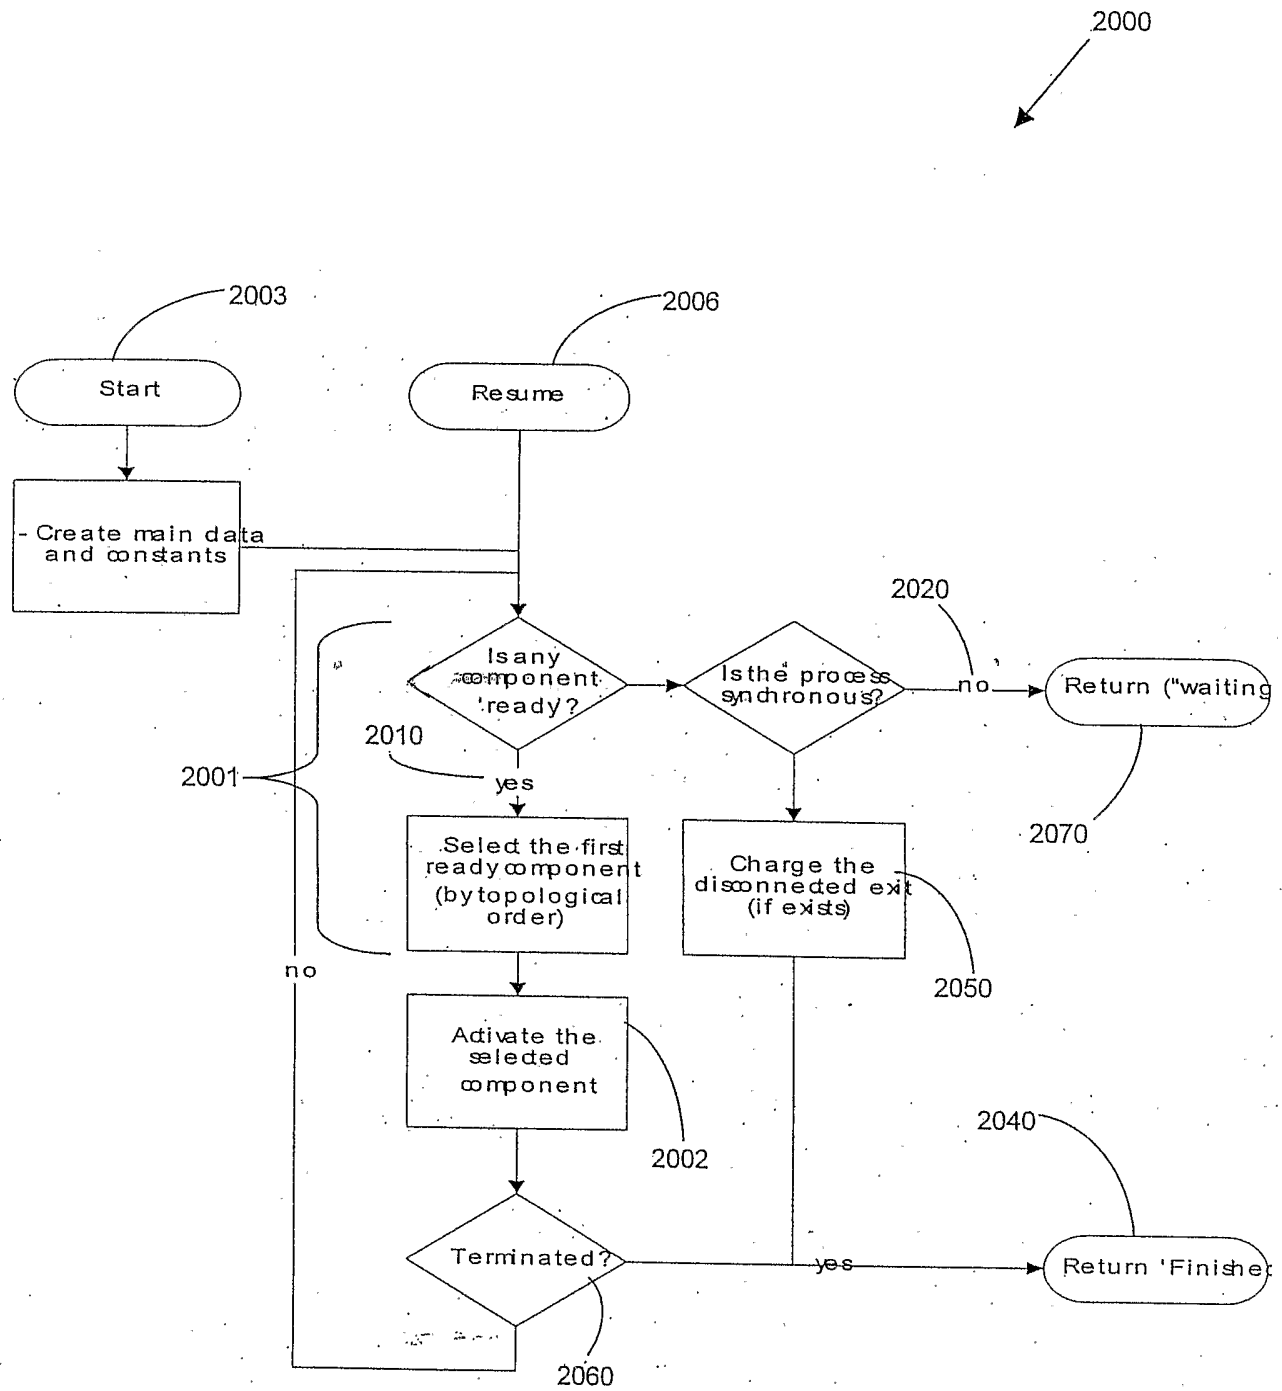 2000
2003
2006
Start
Resume
- Create main data
and constants
2020
Is any
component
'ready'?
Is the process
synchronous?
no
Return ("waiting
2010
2001
yes
2070
Select the first
ready component
(by topological
order)
Charge the
disconnected exit
(if exists)
no
2050
Activate the
selected
component
2040
2002
Terminated?
yes
Return 'Finished
2060